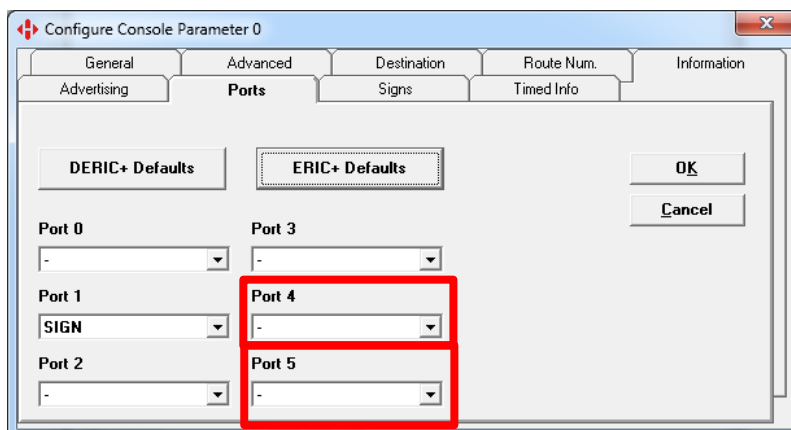 Configure Console Parameter 0
General Advanced Destination Route Num. Information
Advertising Ports Signs Timed Info
DERIC+ Defaults ERIC+ Defaults OK
Cancel
Port 0 Port 3
- -
Port 1 Port 4
SIGN -
Port 2 Port 5
- -